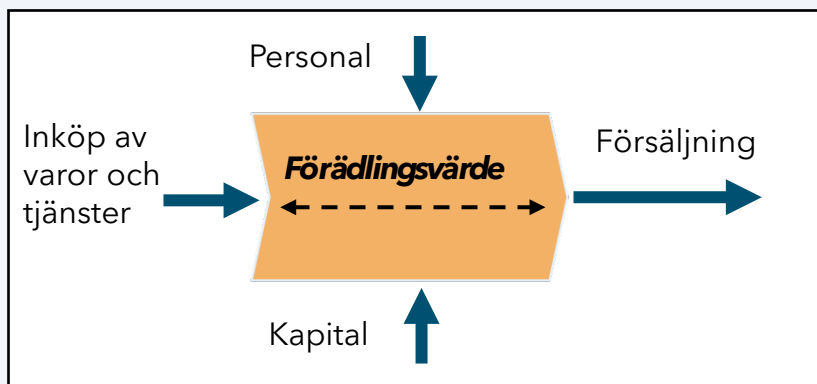 Personal
Inköp av
varor och
tjänster
Förädlingsvärde
Försäljning
Kapital